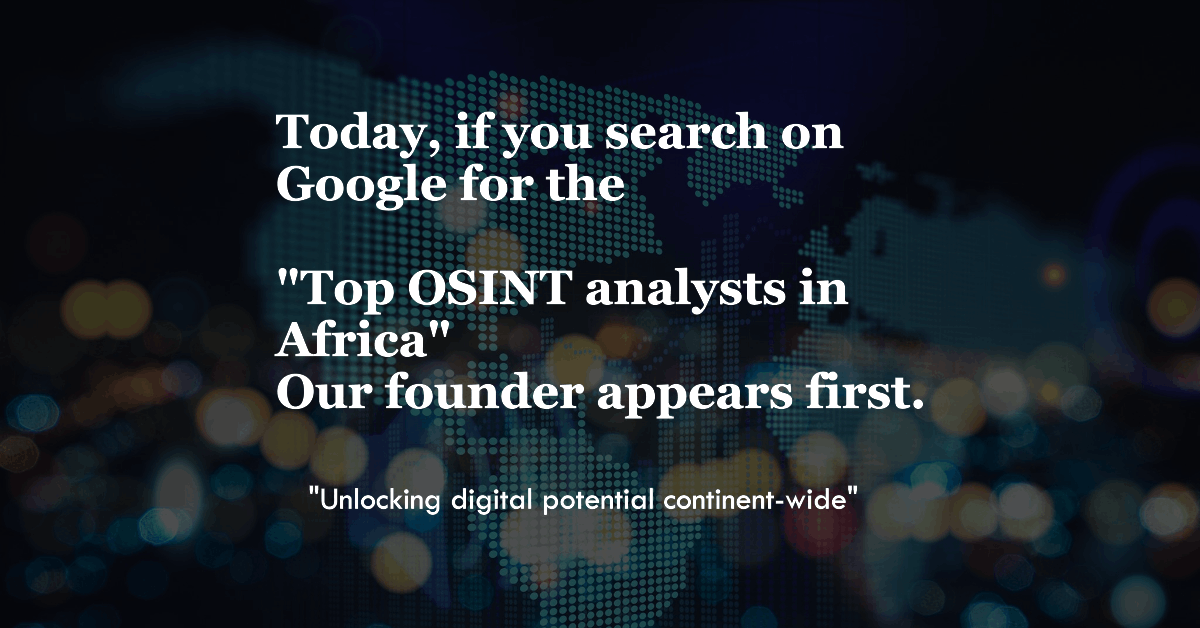 Today, if you search on
Google for the
"Top OSINT analysts in
Africa"
Our founder appears first.
"Unlocking digital potential continent-wide"